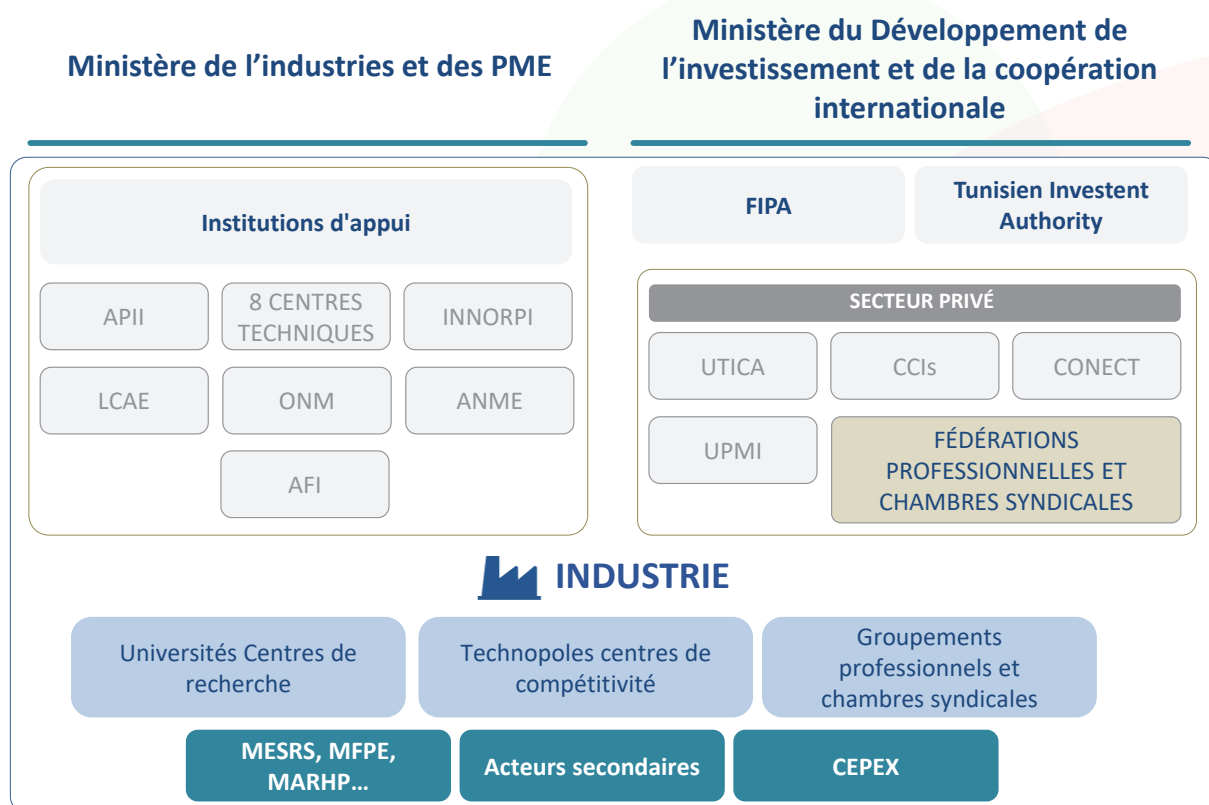 Ministère de l’industries et des PME
Ministère du Développement de
l’investissement et de la coopération
internationale
Institutions d'appui
APII
8 CENTRES
TECHNIQUES
INNORPI
LCAE
ONM
ANME
AFI
FIPA
Tunisien Investent
Authority
SECTEUR PRIVÉ
UTICA
CCIs
CONECT
UPMI
FÉDÉRATIONS
PROFESSIONNELLES ET
CHAMBRES SYNDICALES
INDUSTRIE
Universités Centres de
recherche
Technopoles centres de
compétitivité
Groupements
professionnels et
chambres syndicales
MESRS, MFPE,
MARHP…
Acteurs secondaires
CEPEX